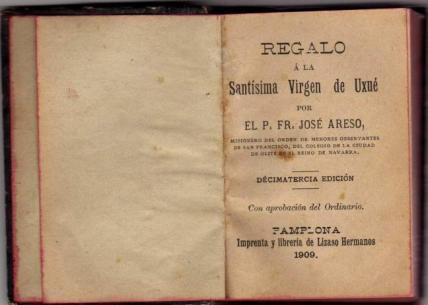 REGALO
Á LA
Santísima Virgen de Uxué
POR
EL P. FR. JOSÉ ARESO,
MISIONERO DEL ORDEN DE MENORES OBSERVANTES
DE SAN FRANCISCO, DEL COLEGIO DE LA CIUDAD
DE OLITE EN EL REINO DE NAVARRA.
DÉCIMATERCIA EDICIÓN
Con aprobación del Ordinario.
PAMPLONA
Imprenta y librería de Lizaso Hermanos
1909.